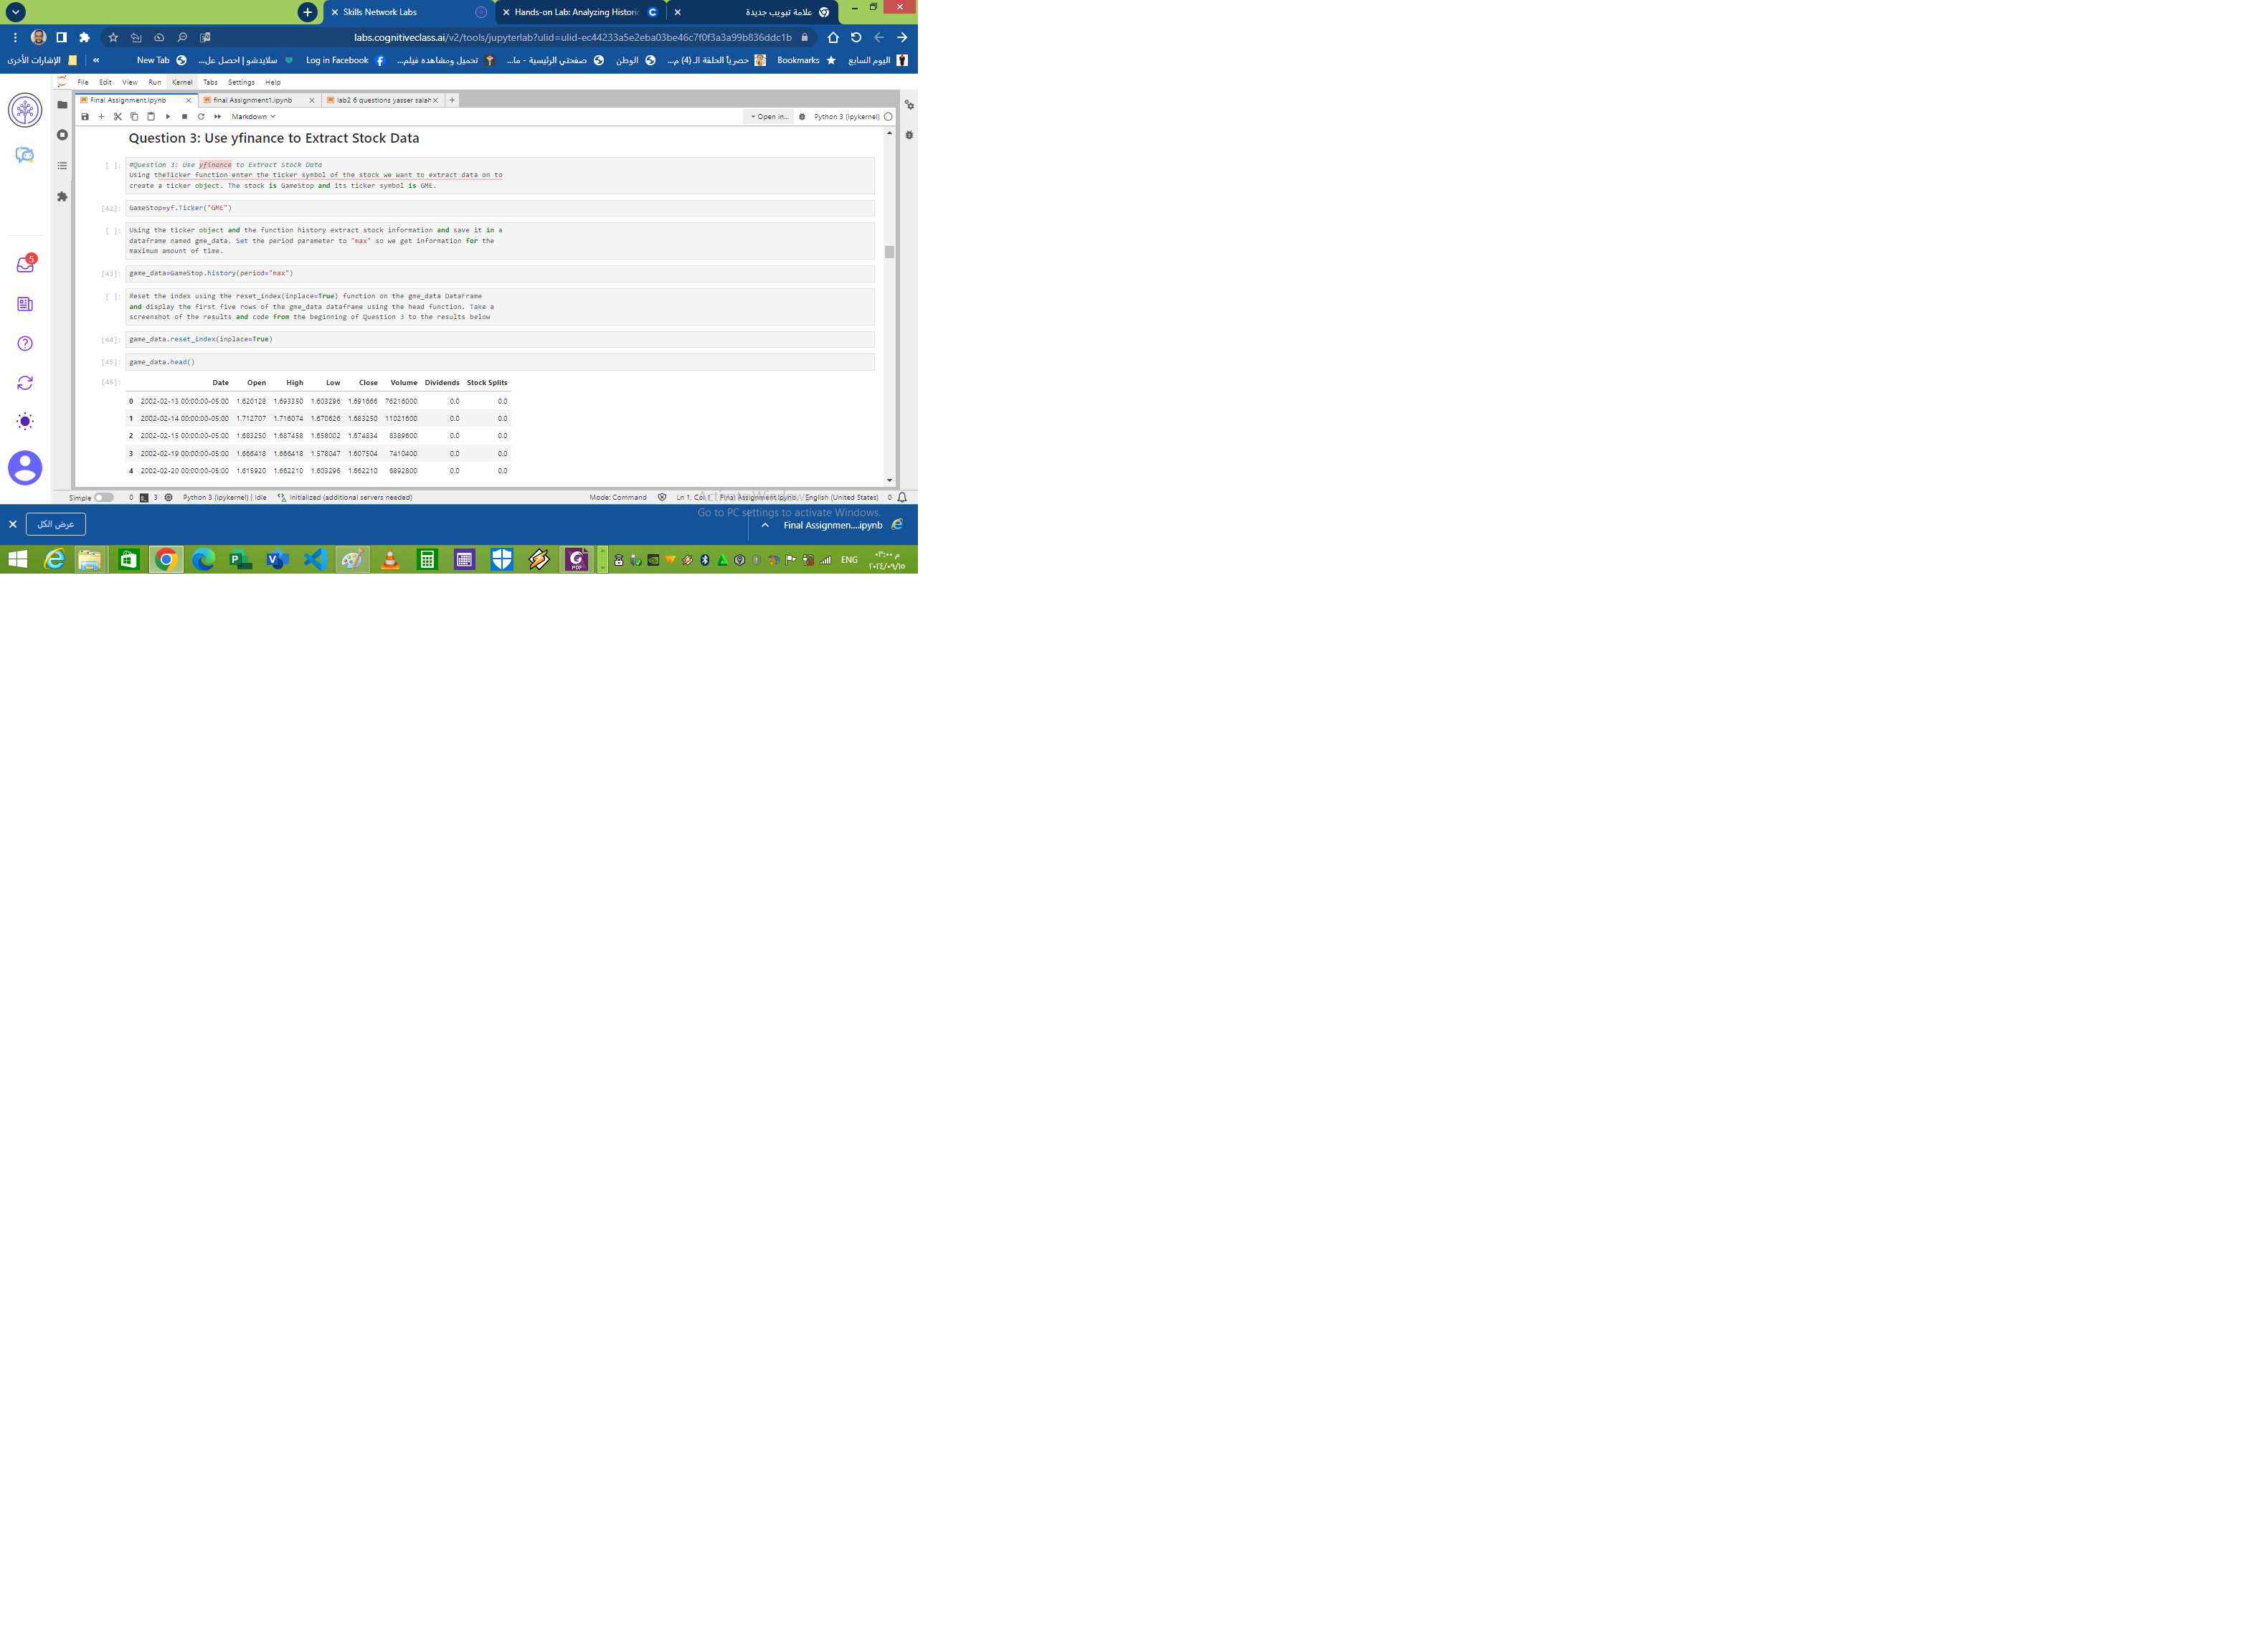 Skills Network Labs
Hands-on Lab: Analyzing Historic
علامة تبويب جديدة
labs.cognitiveclass.ai/v2/tools/jupyterlab?ulid=ulid-ec44233a5e2eba03be46c7f0f3a3a99b836ddc1b
الإشارات الأخرى
«
New Tab
سلايدشو | احصل عل...
Log in Facebook
تحميل ومشاهده فيلم...
صفحتي الرئيسية - ما...
الوطن
حصرياً الحلقة الـ (4) م...
Bookmarks
اليوم السابع
File Edit View Run Kernel Tabs Settings Help
Final Assignment.ipynb
final Assignment1.ipynb
lab2 6 questions yasser salah
Markdown
Open in...
Python 3 (ipykernel)
Question 3: Use yfinance to Extract Stock Data
[ ]: #Question 3: Use yfinance to Extract Stock Data
Using theTicker function enter the ticker symbol of the stock we want to extract data on to
create a ticker object. The stock is GameStop and its ticker symbol is GME.
[42]: GameStop=yf.Ticker("GME")
[ ]: Using the ticker object and the function history extract stock information and save it in a
dataframe named gme_data. Set the period parameter to "max" so we get information for the
maximum amount of time.
[43]: game_data=GameStop.history(period="max")
[ ]: Reset the index using the reset_index(inplace=True) function on the gme_data DataFrame
and display the first five rows of the gme_data dataframe using the head function. Take a
screenshot of the results and code from the beginning of Question 3 to the results below
[44]: game_data.reset_index(inplace=True)
[45]: game_data.head()
[45]: Date Open High Low Close Volume Dividends Stock Splits
0 2002-02-13 00:00:00-05:00 1.620128 1.693350 1.603296 1.691666 76216000 0.0 0.0
1 2002-02-14 00:00:00-05:00 1.712707 1.716074 1.670626 1.683250 11021600 0.0 0.0
2 2002-02-15 00:00:00-05:00 1.683250 1.687458 1.658002 1.674834 8389600 0.0 0.0
3 2002-02-19 00:00:00-05:00 1.666418 1.666418 1.578047 1.607504 7410400 0.0 0.0
4 2002-02-20 00:00:00-05:00 1.615920 1.662210 1.603296 1.662210 6892800 0.0 0.0
5
Simple 0 3 Python 3 (ipykernel) | Idle Initialized (additional servers needed)
Mode: Command Ln 1, Col Final Assignment.ipynb English (United States) 0
Activate Windows
Go to PC settings to activate Windows.
عرض الكل
Final Assignmen....ipynb
ENG
٠٣:٠٠ م
٢٠٢٤/٠٩/١٥